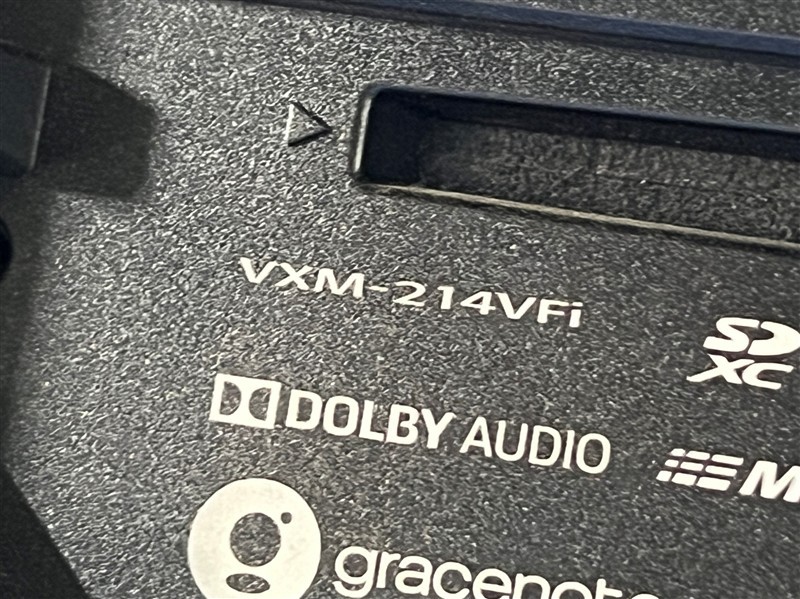 VXM-214VFi
SD
XC
DOLBY AUDIO
M
gracenote